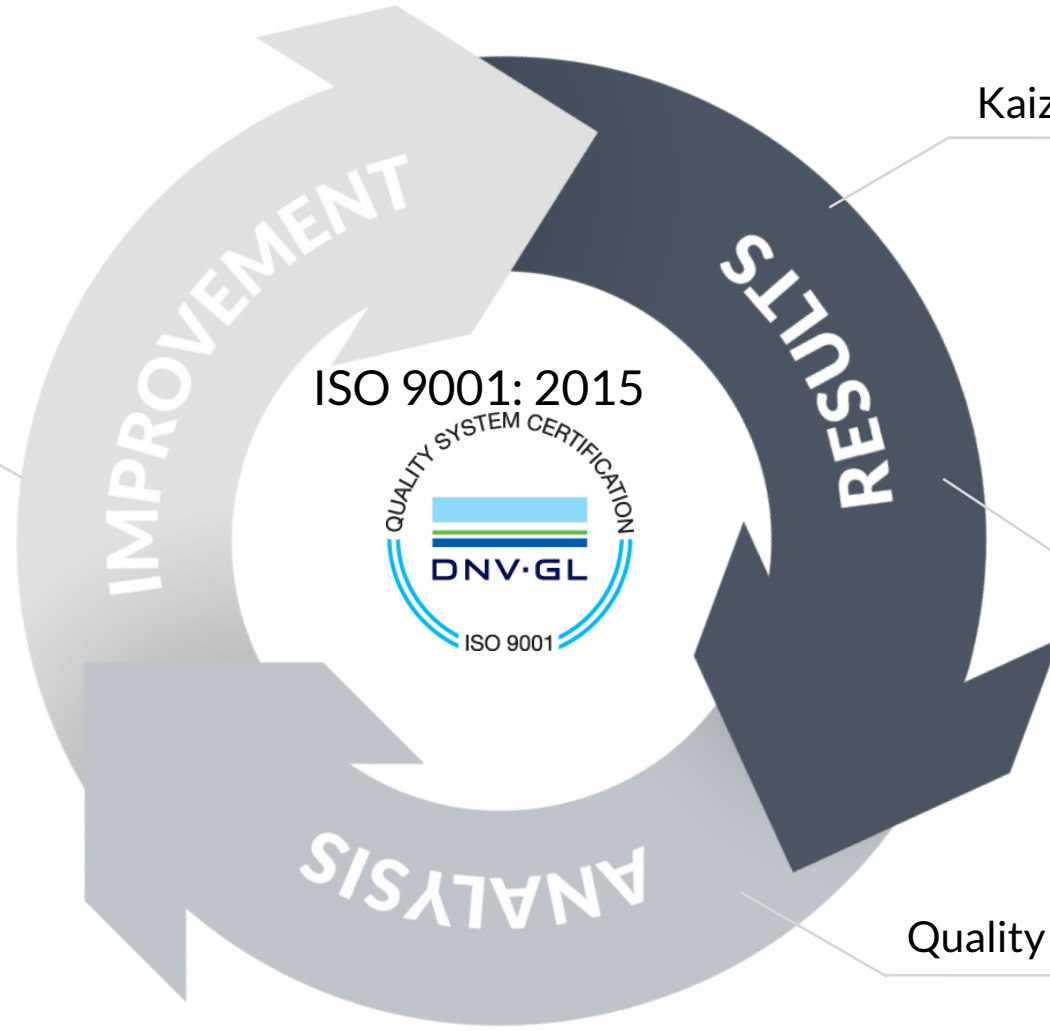 Kaiz
IMPROVEMENT
RESULTS
ISO 9001: 2015
QUALITY SYSTEM CERTIFICATION
DNV·GL
ISO 9001
ANALYSIS
Quality